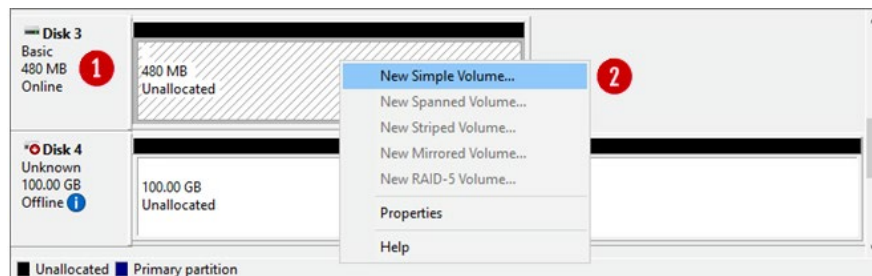 Disk 3
Basic
480 MB
Online
1
480 MB
Unallocated
New Simple Volume...
2
New Spanned Volume...
New Striped Volume...
New Mirrored Volume...
New RAID-5 Volume...
Properties
Help
Disk 4
Unknown
100.00 GB
Offline i
100.00 GB
Unallocated
Unallocated Primary partition